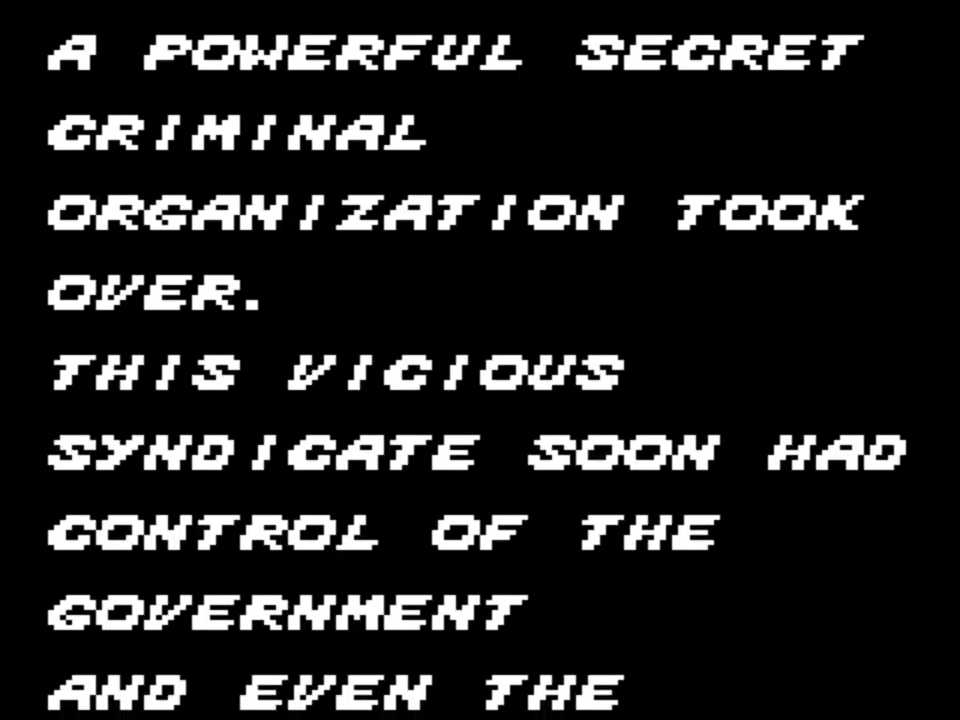 A POWERFUL SECRET
CRIMINAL
ORGANIZATION TOOK
OVER.
THIS VICIOUS
SYNDICATE SOON HAD
CONTROL OF THE
GOVERNMENT
AND EVEN THE